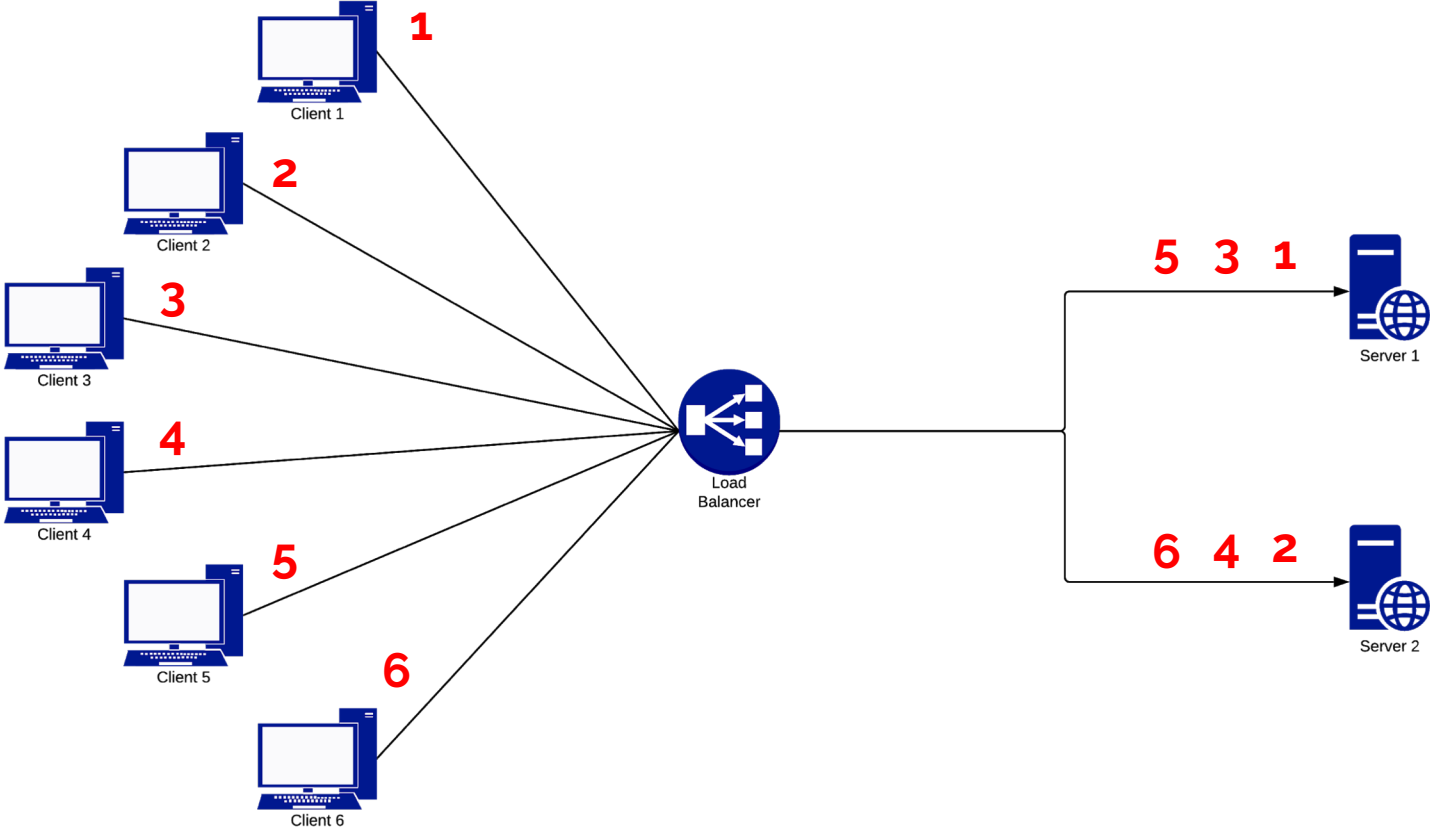 1
Client 1
2
Client 2
3
Client 3
4
Client 4
5
Client 5
6
Client 6
Load
Balancer
5 3 1
Server 1
6 4 2
Server 2